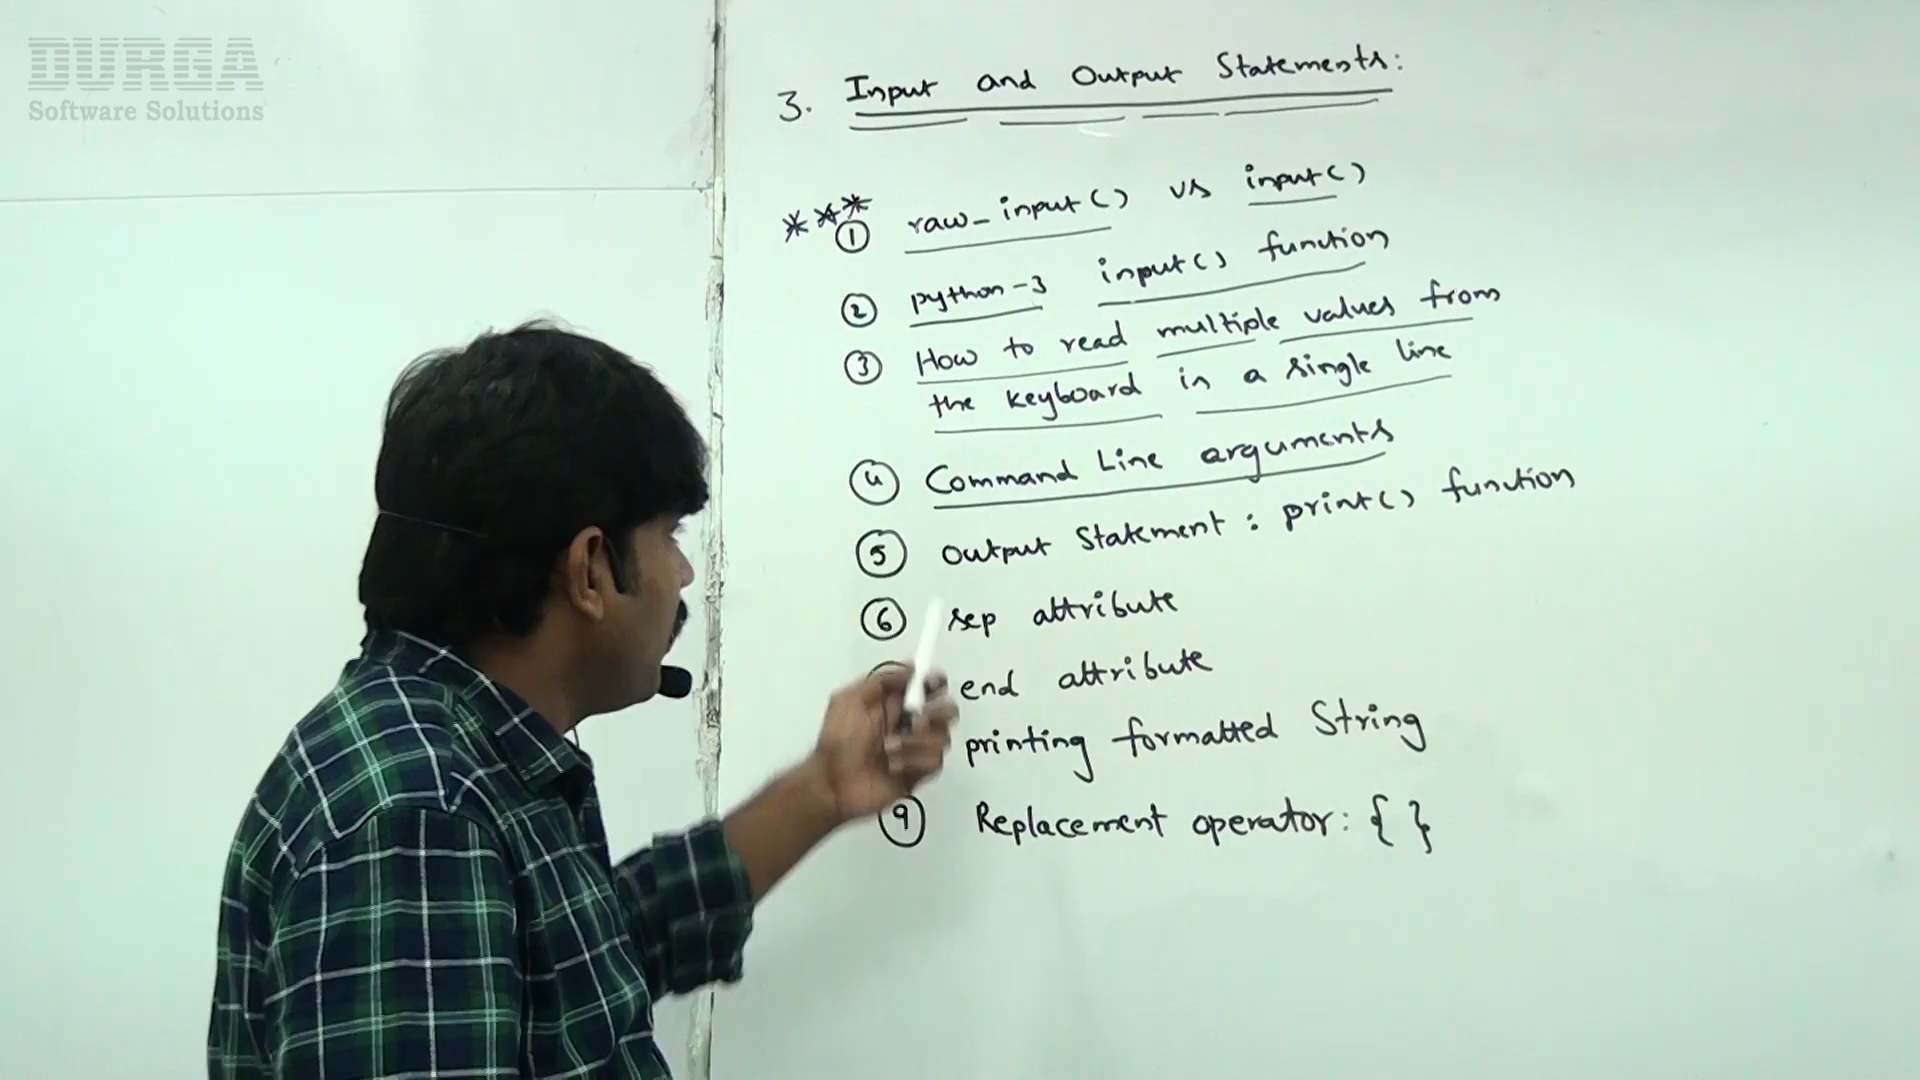 DURGA
Software Solutions
3. Input and Output Statements:
*** ① raw_input() vs input()
② python-3 input() function
③ How to read multiple values from
the keyboard in a single line
④ Command Line arguments
⑤ Output Statement : print() function
⑥ sep attribute
end attribute
printing formatted String
⑨ Replacement operator: { }